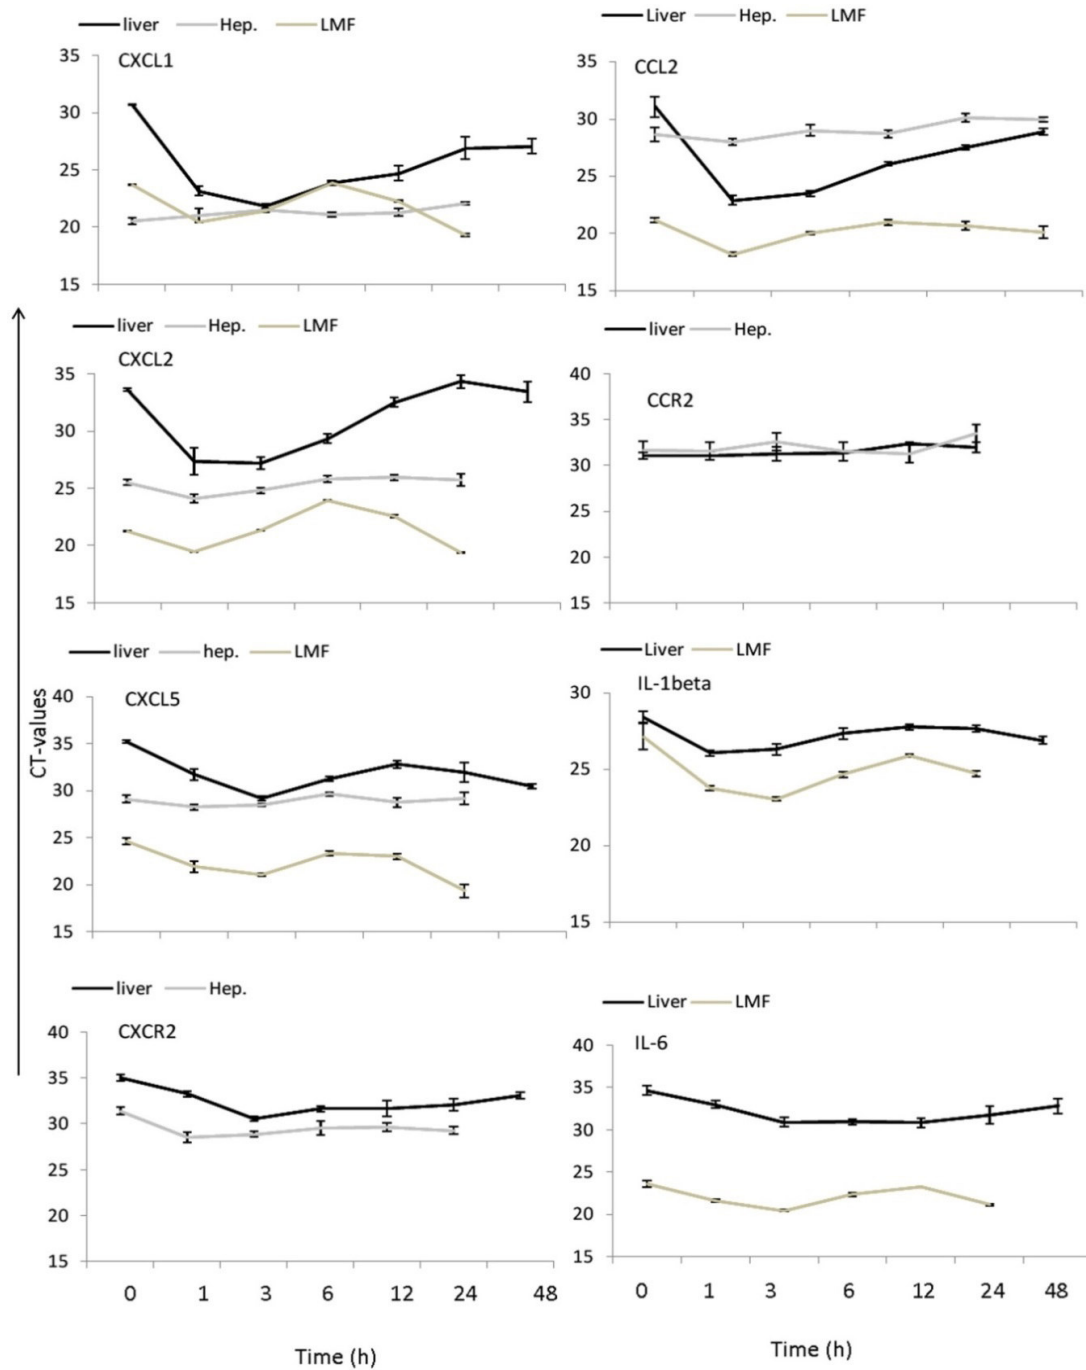 liver Hep. LMF
CXCL1
35
30
25
20
15
Liver Hep. LMF
CCL2
35
30
25
20
15
liver Hep. LMF
CXCL2
35
30
25
20
15
liver Hep.
CCR2
40
35
30
25
20
15
liver hep. LMF
CXCL5
40
35
30
25
20
15
Liver LMF
IL-1beta
30
25
20
15
liver Hep.
CXCR2
40
35
30
25
20
15
0 1 3 6 12 24 48
Time (h)
Liver LMF
IL-6
40
35
30
25
20
15
0 1 3 6 12 24 48
Time (h)
CT-values